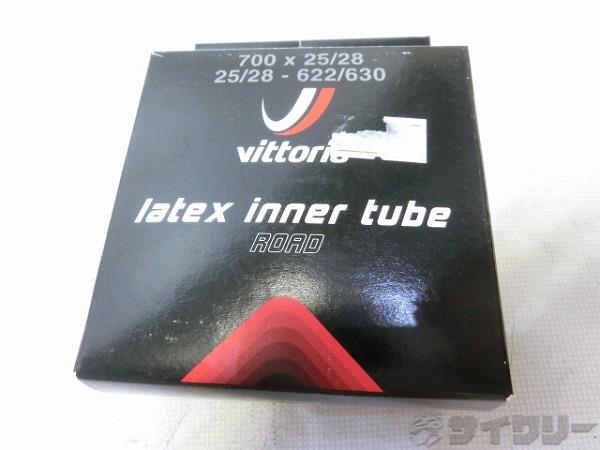 700 x 25/28
25/28 - 622/630
vittoria
latex inner tube
ROAD
サイクリー